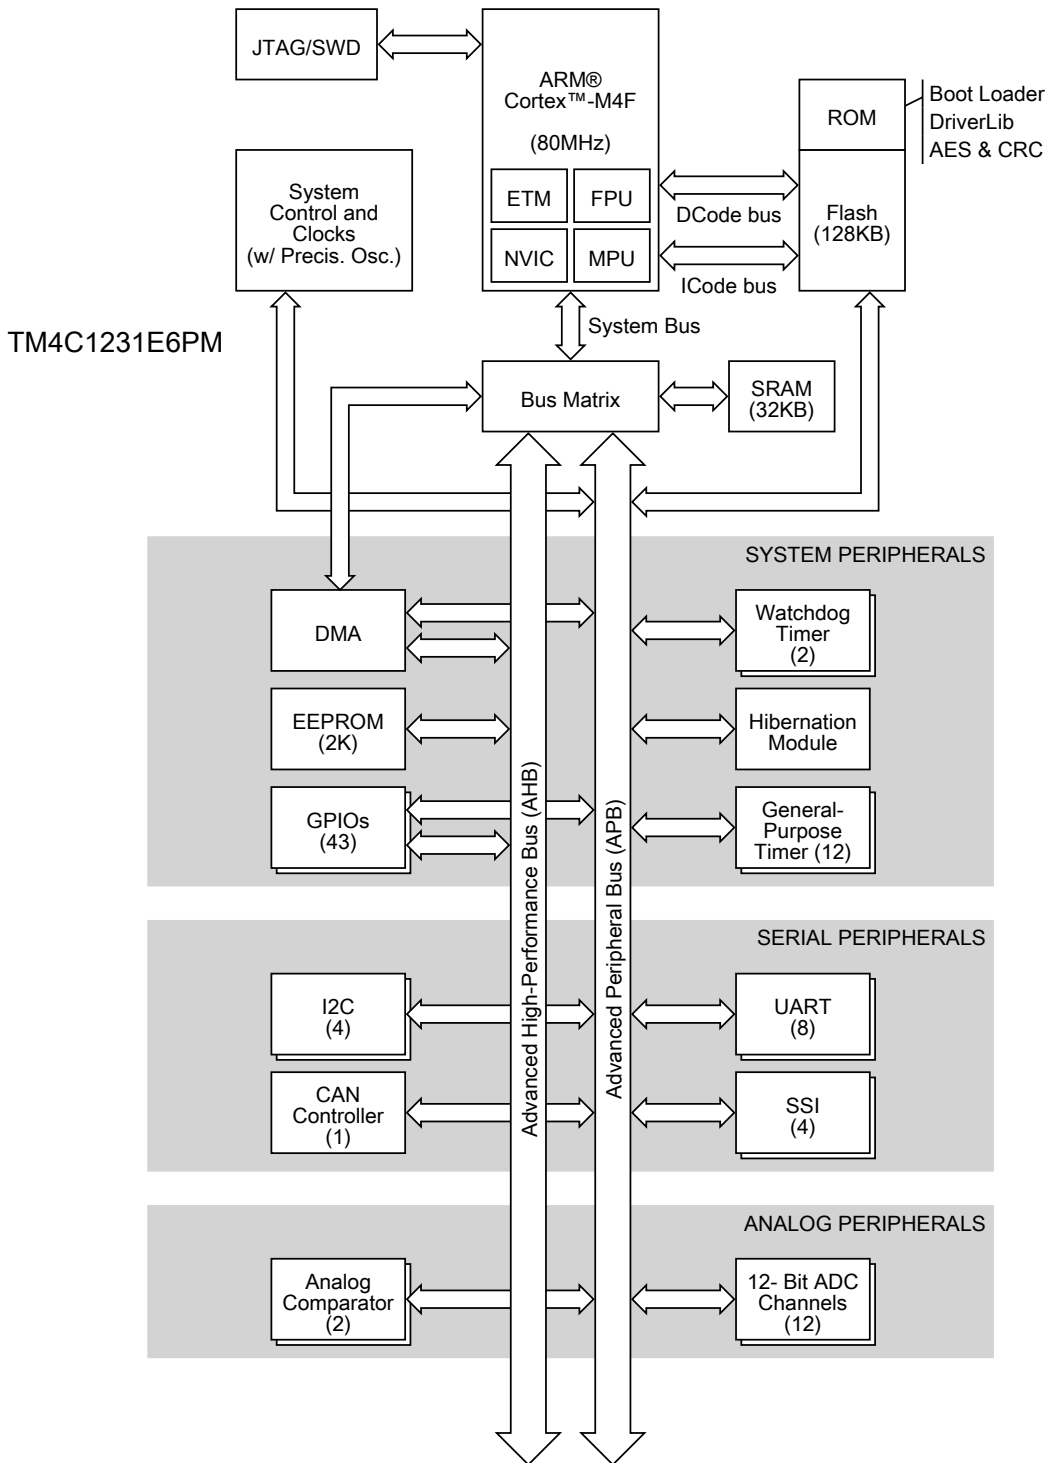 JTAG/SWD
ARM®
Cortex™-M4F
(80MHz)
ETM
FPU
NVIC
MPU
ROM
Boot Loader
DriverLib
AES & CRC
Flash
(128KB)
DCode bus
ICode bus
System
Control and
Clocks
(w/ Precis. Osc.)
TM4C1231E6PM
System Bus
Bus Matrix
SRAM
(32KB)
SYSTEM PERIPHERALS
DMA
Watchdog
Timer
(2)
EEPROM
(2K)
Hibernation
Module
GPIOs
(43)
General-
Purpose
Timer (12)
Advanced High-Performance Bus (AHB)
Advanced Peripheral Bus (APB)
SERIAL PERIPHERALS
I2C
(4)
UART
(8)
CAN
Controller
(1)
SSI
(4)
ANALOG PERIPHERALS
Analog
Comparator
(2)
12- Bit ADC
Channels
(12)